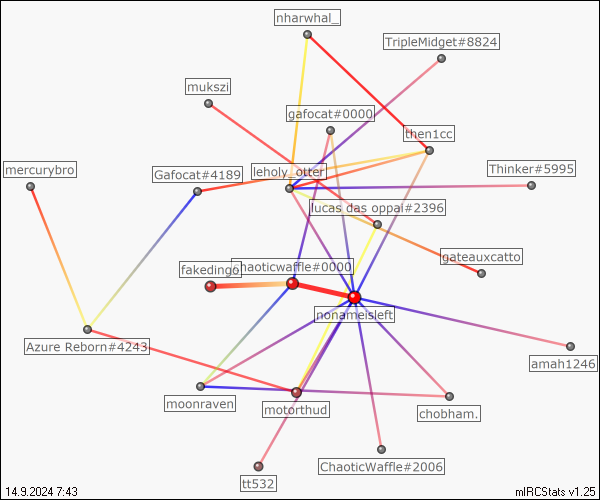 nharwhal_
TripleMidget#8824
mukszi
gafocat#0000
then1cc
mercurybro
Gafocat#4189
leholy_otter
Thinker#5995
lucas das oppai#2396
gateauxcatto
fakedingo
chaoticwaffle#0000
nonameisleft
Azure Reborn#4243
amah1246
moonraven
motorthud
chobham.
ChaoticWaffle#2006
tt532
14.9.2024 7:43
mIRCStats v1.25